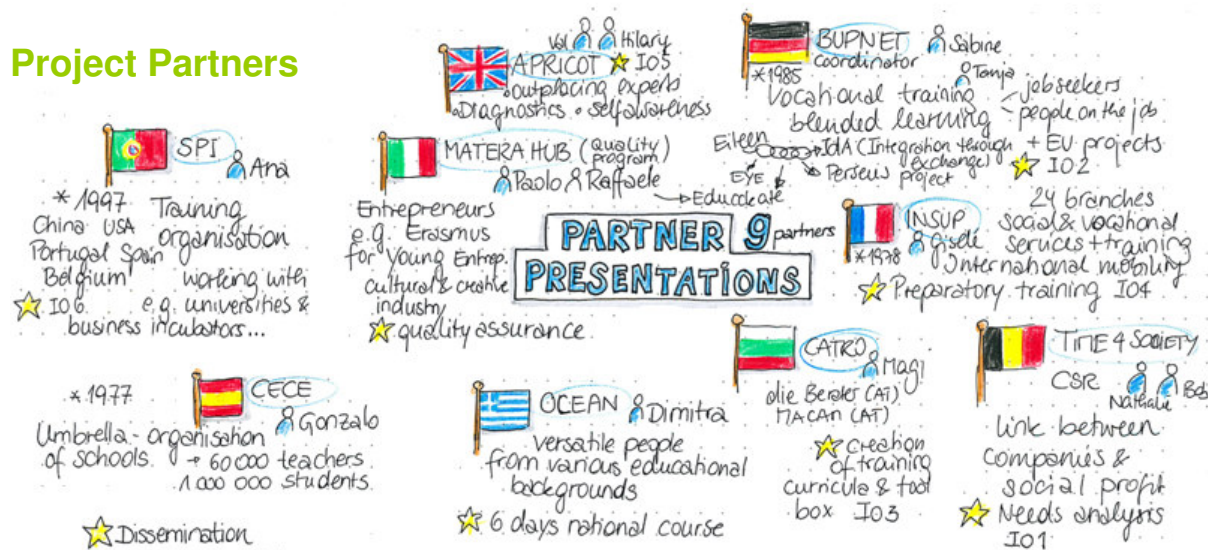 Project Partners
Val Hilary
APRICOT IO5
• outplacing experts
• Diagnostics • selfawareness
BUPNET Sabine
coordinator
* 1985 Tanja
Vocational training
blended learning
jobseekers
people on the job
+ EU projects
IO2
Eileen
IdA (Integration through
exchange)
EYE
Perseus
project
Educateate
SPI
Ana
* 1997 Training
China USA organisation
Portugal Spain
Belgium working with
IO6 e.g. universities &
business incubators...
MATERA HUB (quality
program)
Paolo Raffaele
Entrepreneurs
e.g. Erasmus
for Young Entrep.
cultural & creative
industry
quality assurance
PARTNER 9 partners
PRESENTATIONS
INSUP
* 1978 Gisele
24 branches
social & vocational
services + training
International mobility
Preparatory training IO4
CECE
* 1977 Gonzalo
Umbrella-organisation
of schools. → 60 000 teachers
1 000 000 students.
Dissemination
OCEAN Dimitra
versatile people
from various educational
backgrounds
6 days national course
CATRO
Magi
die Berater (AT)
MACAN (AT)
creation
of training
curricula & tool
box IO3
TIME 4 SOCIETY
CSR
Nathalie Bob
Link between
companies &
social profit
Needs analysis
IO1